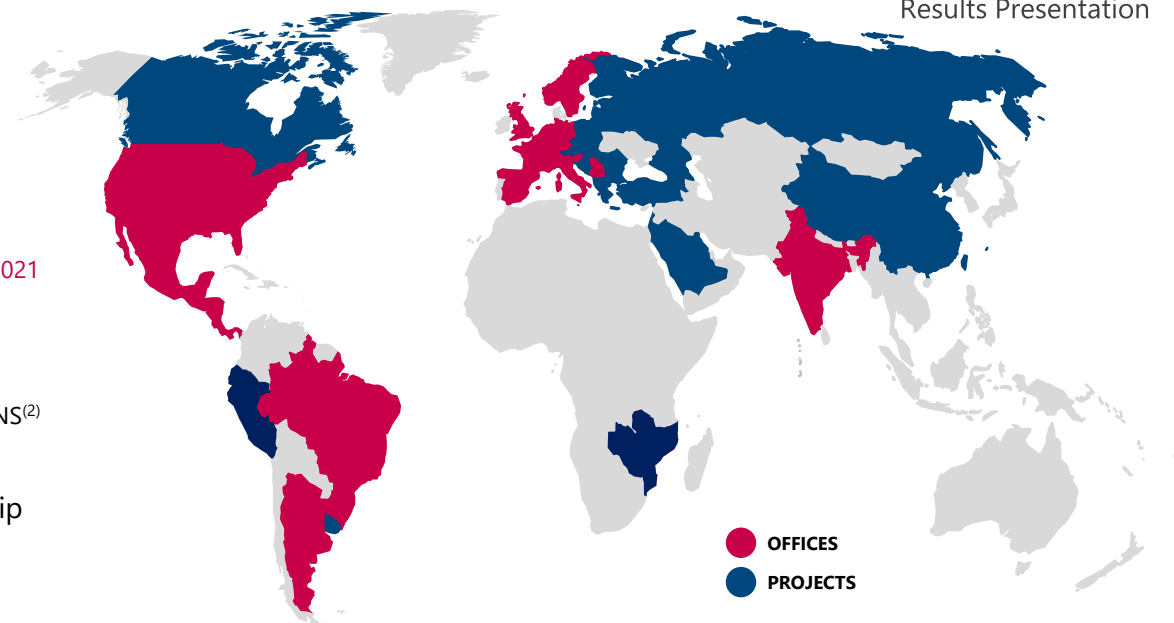 Results Presentation
021
NS(2)
ip
OFFICES
PROJECTS